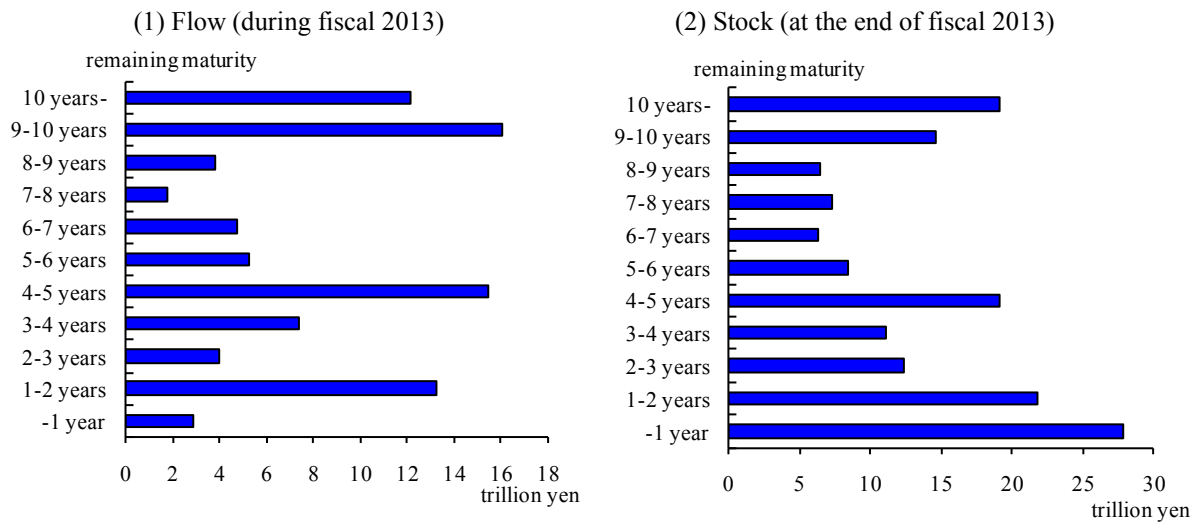 (1) Flow (during fiscal 2013)
remaining maturity
10 years-
9-10 years
8-9 years
7-8 years
6-7 years
5-6 years
4-5 years
3-4 years
2-3 years
1-2 years
-1 year
0 2 4 6 8 10 12 14 16 18
trillion yen
(2) Stock (at the end of fiscal 2013)
remaining maturity
10 years-
9-10 years
8-9 years
7-8 years
6-7 years
5-6 years
4-5 years
3-4 years
2-3 years
1-2 years
-1 year
0 5 10 15 20 25 30
trillion yen